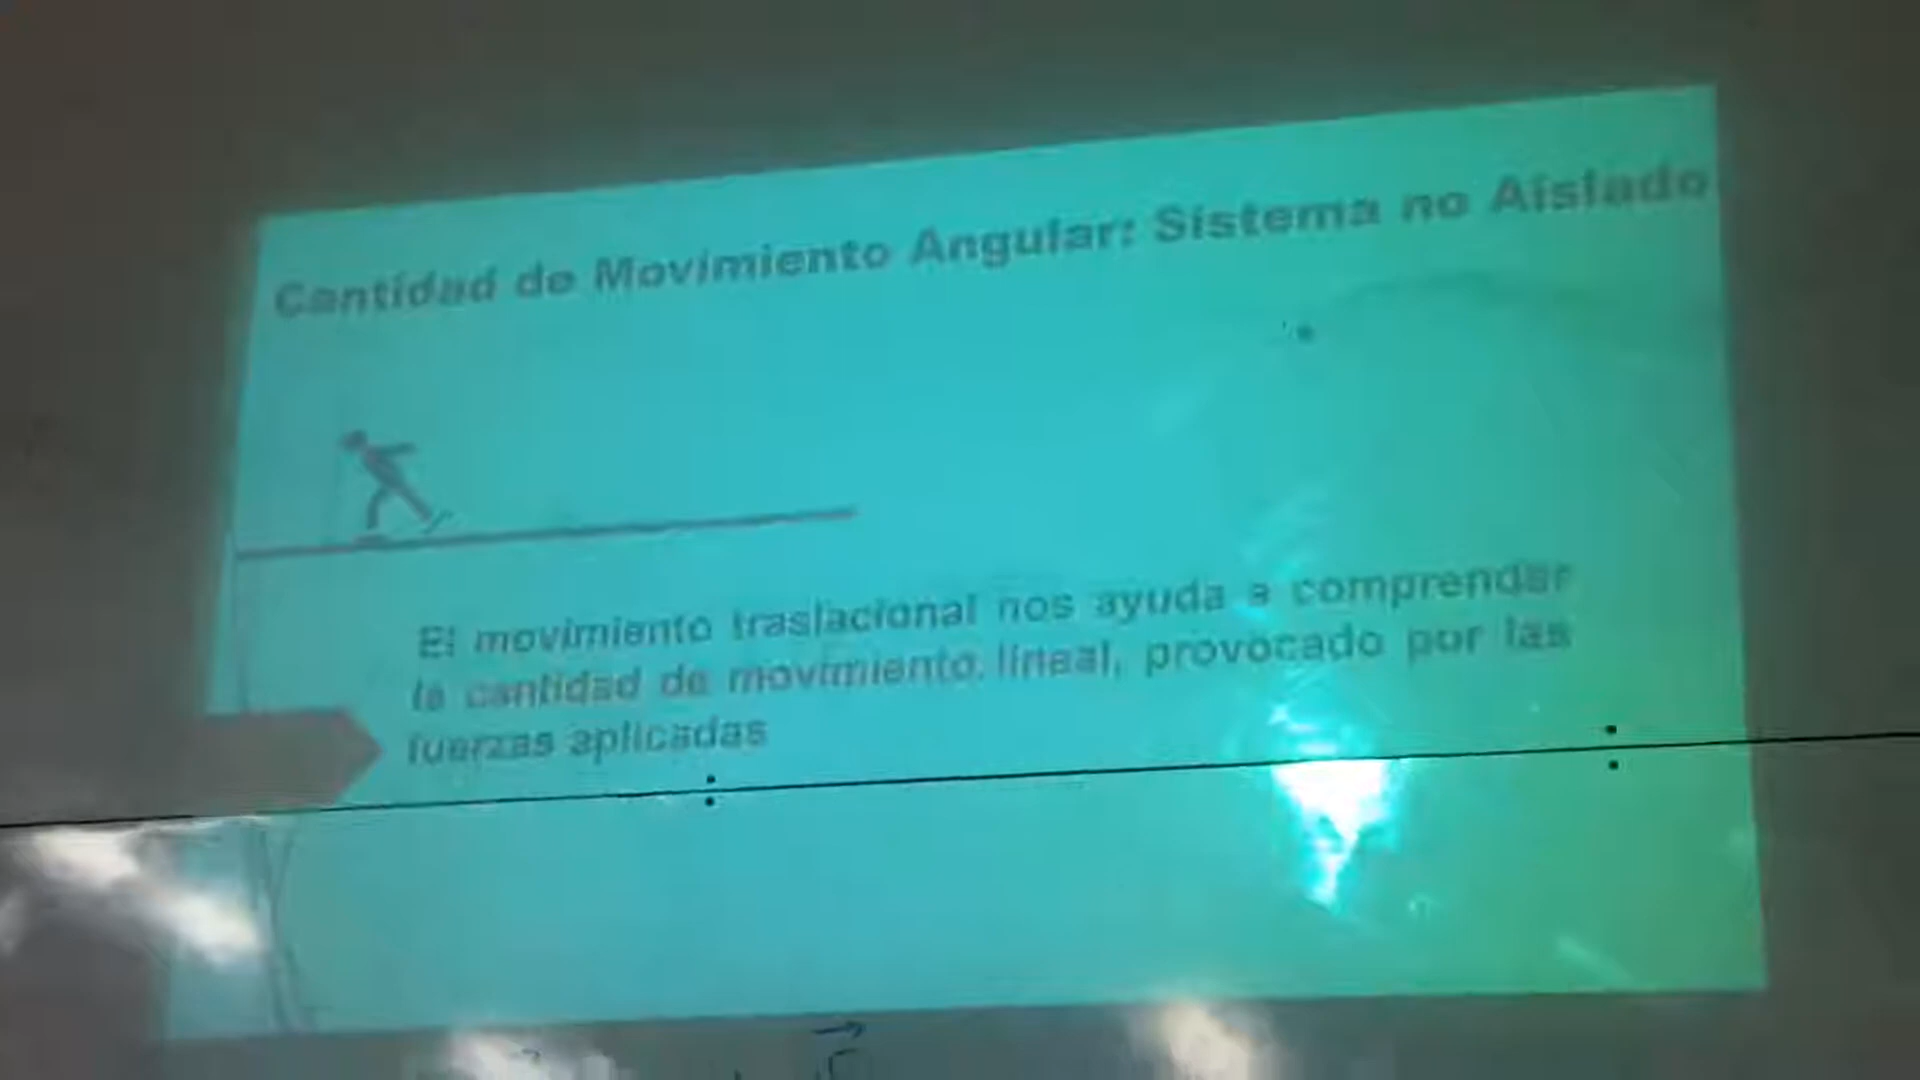 Cantidad de Movimiento Angular: Sistema no Aislado
El movimiento traslacional nos ayuda a comprender
la cantidad de movimiento lineal, provocado por las
fuerzas aplicadas